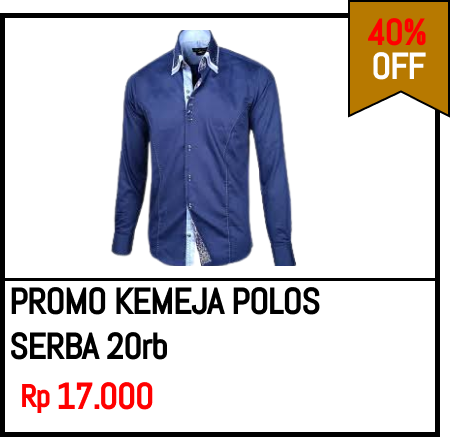 40%
OFF
PROMO KEMEJA POLOS
SERBA 20rb
Rp 17.000